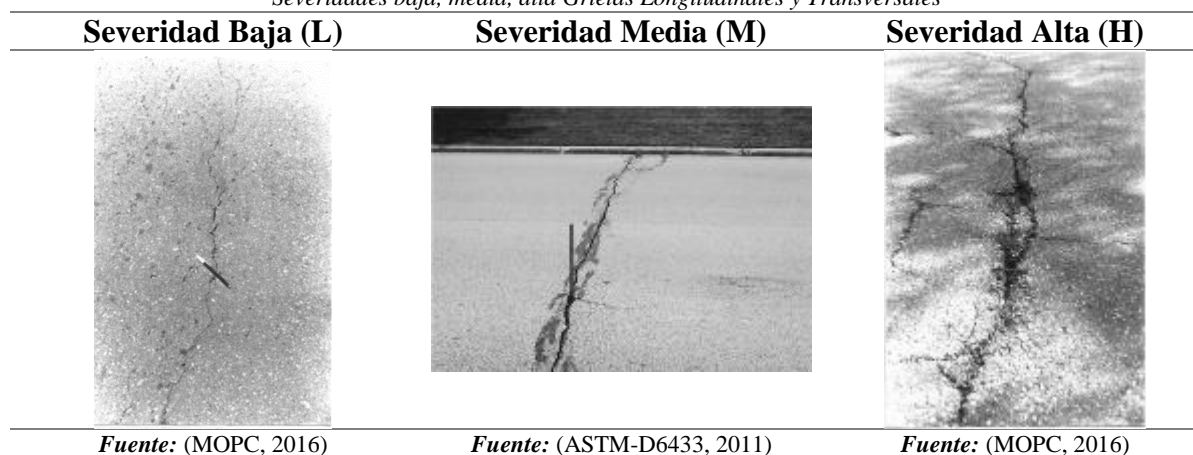 Severidades baja, media, alta Grietas Longitudinales y Transversales
Severidad Baja (L) Severidad Media (M) Severidad Alta (H)
Fuente: (MOPC, 2016) Fuente: (ASTM-D6433, 2011) Fuente: (MOPC, 2016)